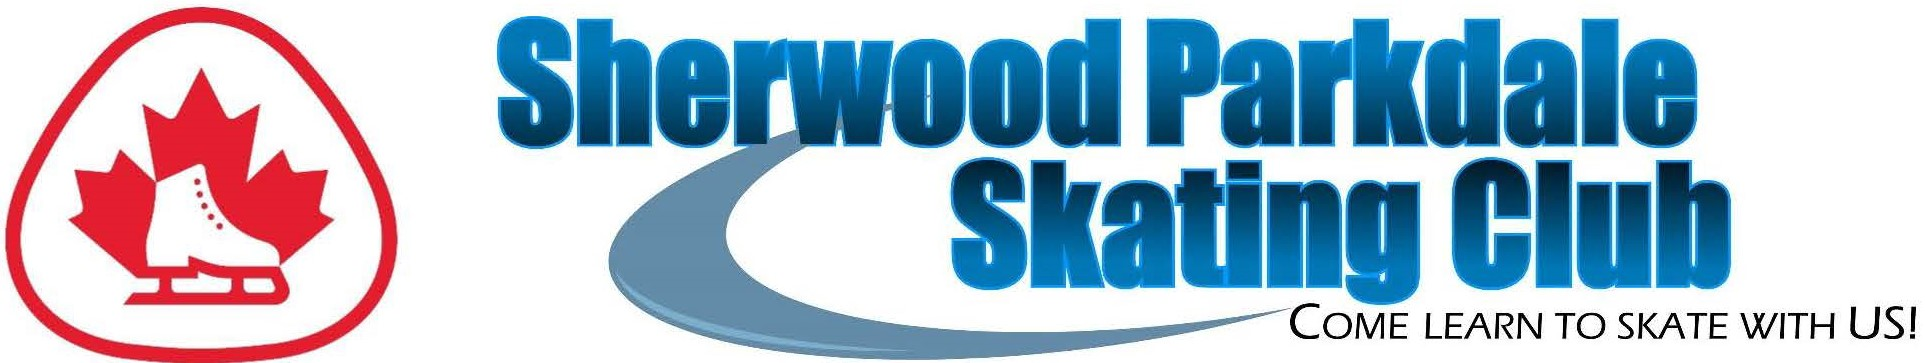 Sherwood Parkdale
Skating Club
COME LEARN TO SKATE WITH US!